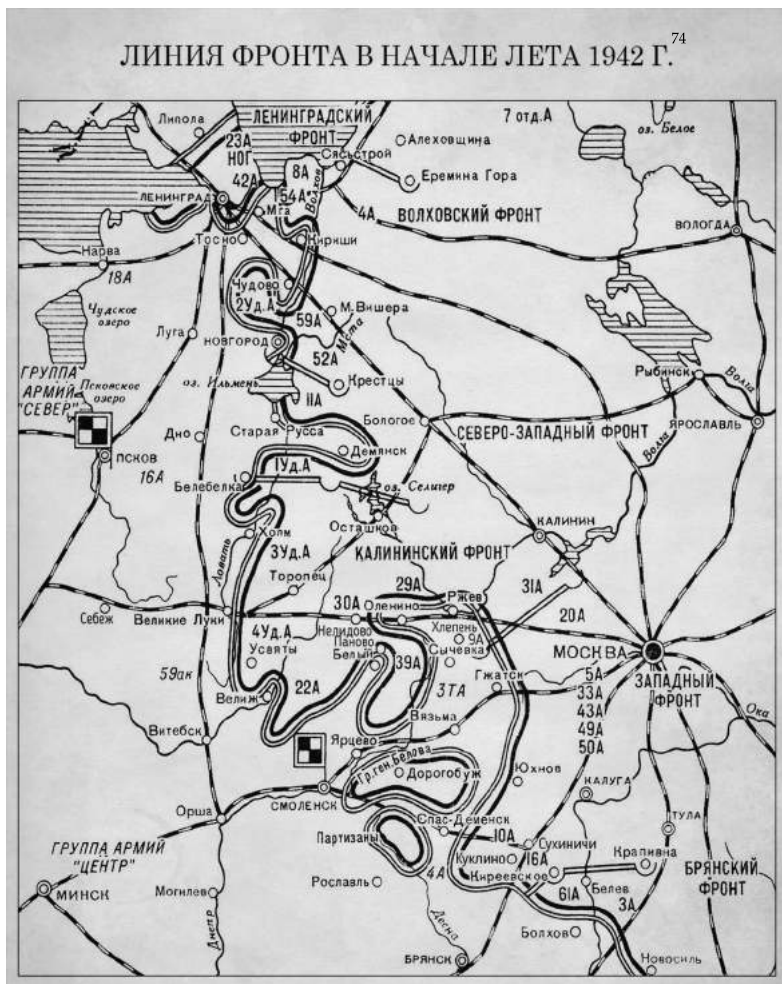 ЛИНИЯ ФРОНТА В НАЧАЛЕ ЛЕТА 1942 Г.74
Липола
ЛЕНИНГРАДСКИЙ
ФРОНТ
7 отд.А
оз. Белое
23А
НОГ
42А
8А
Сясьстрой
Алеховщина
Еремина Гора
ЛЕНИНГРАД
Мга
54А
Волхов
4А
ВОЛХОВСКИЙ ФРОНТ
ВОЛОГДА
Нарва
18А
Тосно
Кириши
Чудское
озеро
Чудово
2Уд.А
59А
М.Вишера
Луга
НОВГОРОД
52А
Мста
ГРУППА
АРМИЙ
"СЕВЕР"
Псковское
озеро
оз. Ильмень
Крестцы
Рыбинск
Волга
11А
ПСКОВ
16А
Дно
Старая Русса
Бологое
СЕВЕРО-ЗАПАДНЫЙ ФРОНТ
ЯРОСЛАВЛЬ
Волга
Демянск
1Уд.А
Белебелка
оз. Селигер
Осташков
КАЛИНИН
Холм
3Уд.А
Ловать
КАЛИНИНСКИЙ ФРОНТ
Торопец
29А
31А
Себеж
Великие Луки
30А
Оленино
Ржев
20А
Нелидово
Хлепень
9А
МОСКВА
4Уд.А
Усвяты
Паново
Белый
39А
Сычевка
5А
33А
43А
49А
50А
ЗАПАДНЫЙ
ФРОНТ
59ак
22А
3ТА
Гжатск
Ока
Велиж
Витебск
Вязьма
Ярцево
Гр.ген.Белова
Дорогобуж
Юхнов
КАЛУГА
СМОЛЕНСК
Орша
Спас-Деменск
ТУЛА
ГРУППА АРМИЙ
"ЦЕНТР"
Партизаны
10А
Сухиничи
Куклино
16А
Крапивна
БРЯНСКИЙ
ФРОНТ
МИНСК
Могилев
Рославль
4А
Киреевское
61А
Белев
3А
Днепр
Десна
Болхов
БРЯНСК
Новосиль